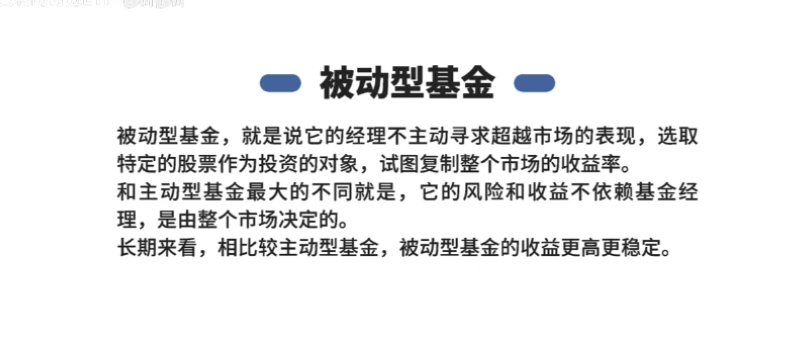 被动型基金
被动型基金，就是说它的经理不主动寻求超越市场的表现，选取
特定的股票作为投资的对象，试图复制整个市场的收益率。
和主动型基金最大的不同就是，它的风险和收益不依赖基金经
理，是由整个市场决定的。
长期来看，相比较主动型基金，被动型基金的收益更高更稳定。